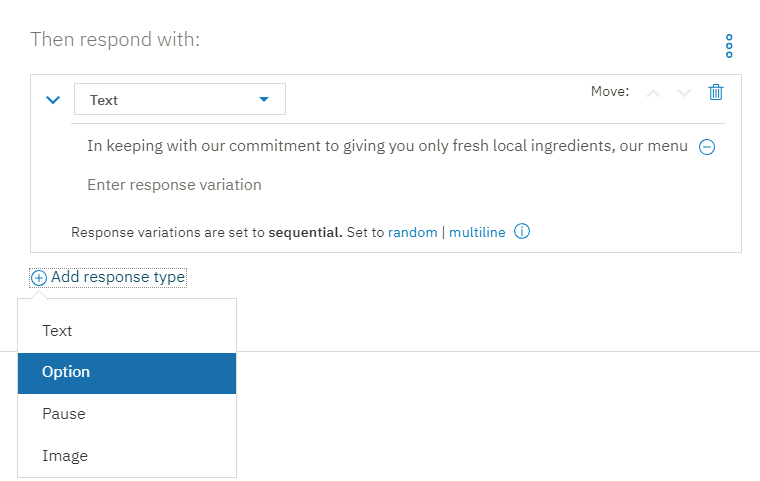 Then respond with:
Text
Move:
In keeping with our commitment to giving you only fresh local ingredients, our menu
Enter response variation
Response variations are set to sequential. Set to random | multiline
Add response type
Text
Option
Pause
Image